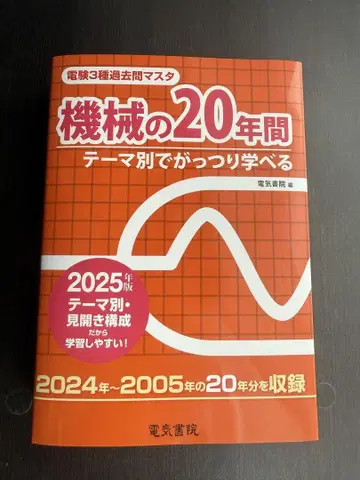 電験3種過去問マスタ
機械の20年間
テーマ別でがっつり学べる
電気書院 編
2025年版
テーマ別・
見開き構成
だから
学習しやすい!
2024年~2005年の20年分を収録
電気書院